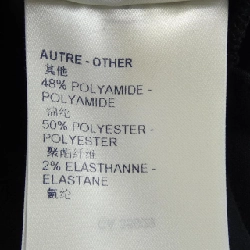 AUTRE - OTHER
其他
48% POLYAMIDE -
POLYAMIDE
锦纶
50% POLYESTER -
POLYESTER
聚酯纤维
2% ELASTHANNE -
ELASTANE
氨纶